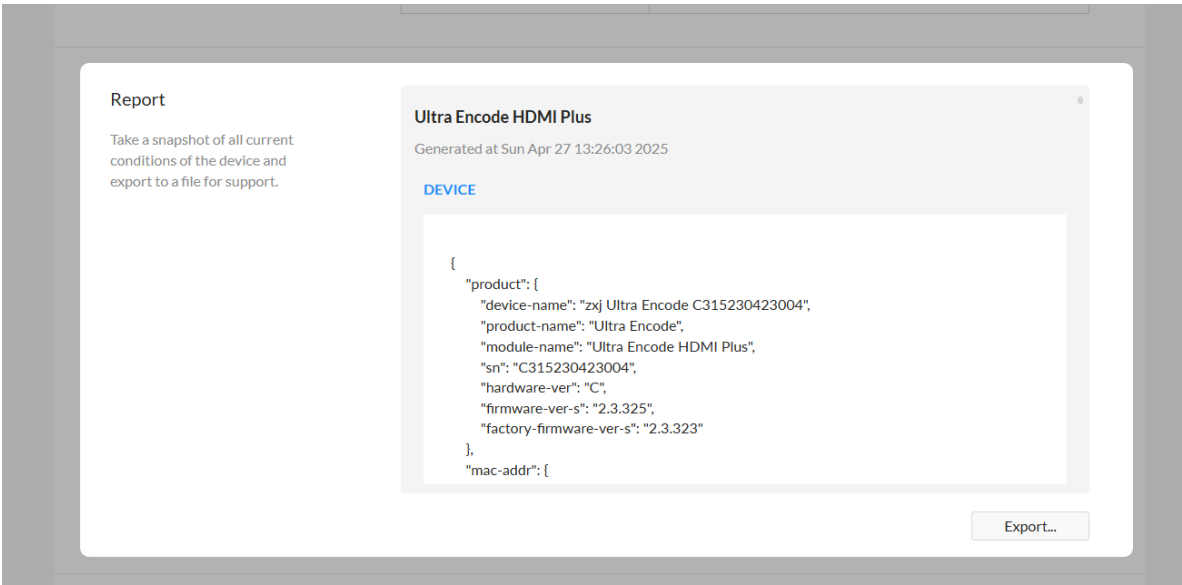 Report
Take a snapshot of all current
conditions of the device and
export to a file for support.
Ultra Encode HDMI Plus
Generated at Sun Apr 27 13:26:03 2025
DEVICE
{
"product": {
"device-name": "zxj Ultra Encode C315230423004",
"product-name": "Ultra Encode",
"module-name": "Ultra Encode HDMI Plus",
"sn": "C315230423004",
"hardware-ver": "C",
"firmware-ver-s": "2.3.325",
"factory-firmware-ver-s": "2.3.323"
},
"mac-addr": {
Export...